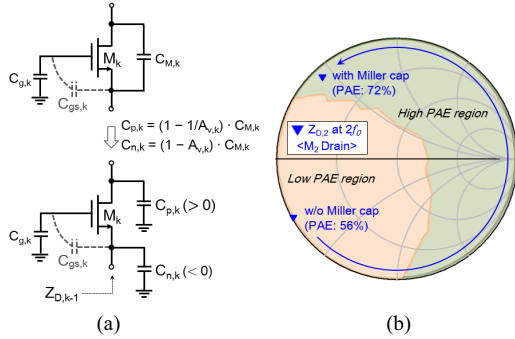 C_{g,k}
M_k
C_{M,k}
C_{gs,k}
C_{p,k} = (1 − 1/A_{v,k}) · C_{M,k}
C_{n,k} = (1 − A_{v,k}) · C_{M,k}
C_{g,k}
M_k
C_{p,k} (> 0)
C_{gs,k}
C_{n,k} (< 0)
Z_{D,k-1}
(a)
with Miller cap
(PAE: 72%)
High PAE region
Z_{D,2} at 2f_0
<M_2 Drain>
Low PAE region
w/o Miller cap
(PAE: 56%)
(b)